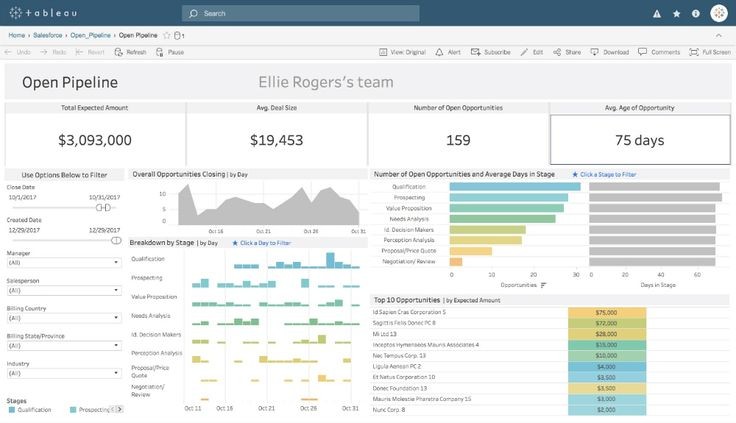 tableau
Search
Home › Salesforce › Open_Pipeline › Open Pipeline
1
Undo Redo Revert Refresh Pause View: Original Alert Subscribe Edit Share Download Comments Full Screen
Open Pipeline Ellie Rogers's team
Total Expected Amount Avg. Deal Size Number of Open Opportunities Avg. Age of Opportunity
$3,093,000 $19,453 159 75 days
Use Options Below to Filter
Close Date
10/1/2017 10/31/2017
Created Date
12/29/2017 12/29/2017
Manager
(All)
Salesperson
(All)
Billing Country
(All)
Billing State/Province
(All)
Industry
(All)
Stages
Qualification Prospecting
Overall Opportunities Closing | by Day
10
5
0
Oct 16 Oct 21 Oct 26 Oct 31
Breakdown by Stage | by Day Click a Day to Filter
Qualification
Prospecting
Value Proposition
Needs Analysis
Id. Decision Makers
Perception Analysis
Proposal/Price
Quote
Negotiation/
Review
Oct 11 Oct 16 Oct 21 Oct 26 Oct 31
Number of Open Opportunities and Average Days in Stage Click a Stage to Filter
Qualification
Prospecting
Value Proposition
Needs Analysis
Id. Decision Makers
Perception Analysis
Proposal/Price Quote
Negotiation/ Review
0 10 20 30 0 20 40 60
Opportunities Days in Stage
Top 10 Opportunities | by Expected Amount
Id Sapien Cras Corporation 5 $75,000
Sagittis Felis Donec PC 8 $72,000
Mi Ltd 13 $28,000
Inceptos Hymenaeos Mauris Associates 4 $15,000
Nec Tempus Corp. 13 $10,000
Ligula Aenean PC 2 $4,000
Et Netus Corporation 10 $3,500
Donec Foundation 13 $3,500
Mauris Molestie Pharetra Company 15 $3,000
Nunc Corp. 8 $2,000